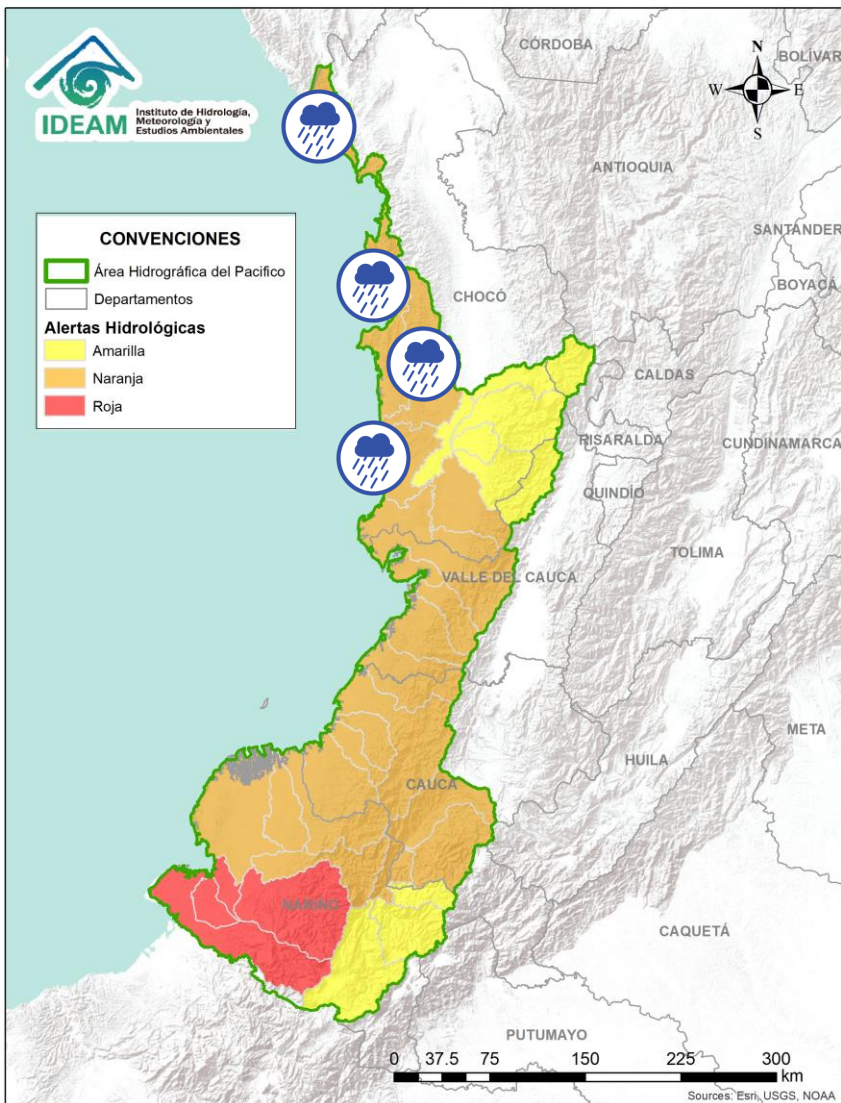 IDEAM
Instituto de Hidrología,
Meteorología y
Estudios Ambientales
CÓRDOBA
BOLÍVAR
N
W E
S
ANTIOQUIA
SANTANDER
BOYACÁ
CONVENCIONES
Área Hidrográfica del Pacifico
Departamentos
Alertas Hidrológicas
Amarilla
Naranja
Roja
CHOCÓ
CALDAS
RISARALDA
CUNDINAMARCA
QUINDÍO
TOLIMA
VALLE DEL CAUCA
META
HUILA
CAUCA
NARIÑO
CAQUETÁ
PUTUMAYO
0 37.5 75 150 225 300
km
Sources: Esri, USGS, NOAA